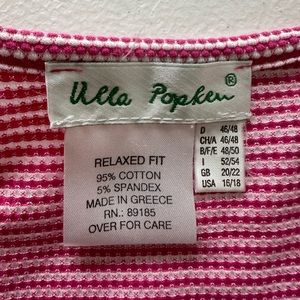 Ulla Popken®
RELAXED FIT
95% COTTON
5% SPANDEX
MADE IN GREECE
RN.: 89185
OVER FOR CARE
D 46/48
CH/A 46/48
B/F/E 48/50
I 52/54
GB 20/22
USA 16/18